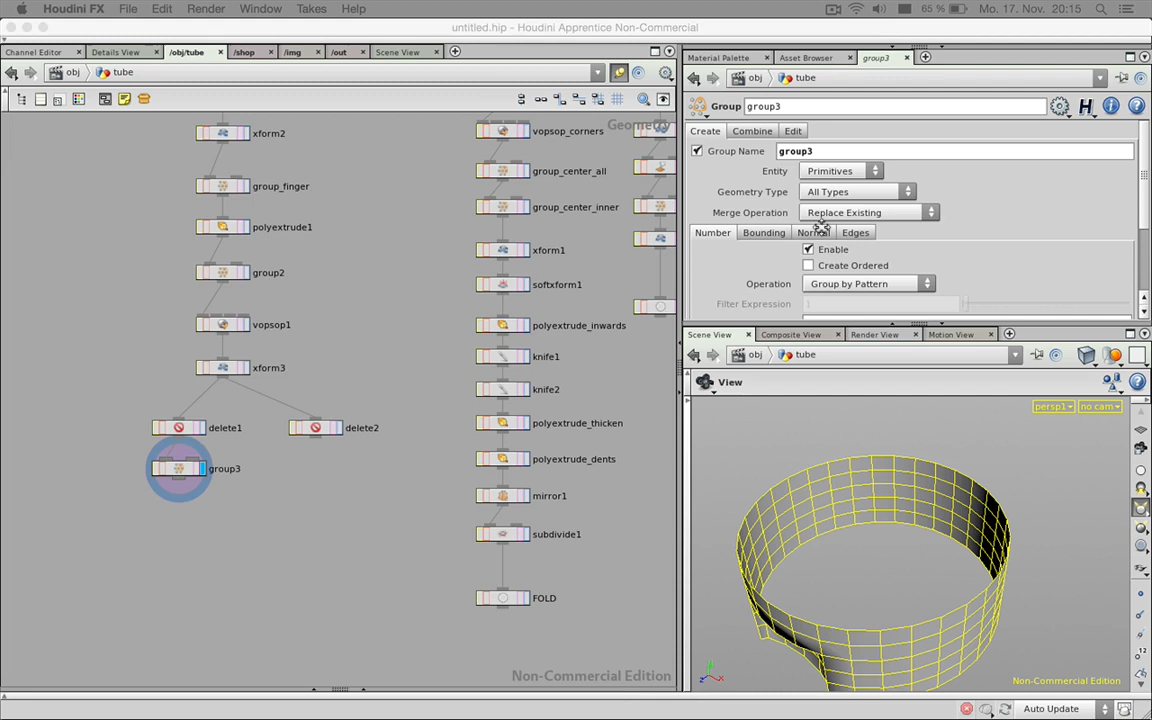 Houdini FX File Edit Render Window Takes Help 65 % Mo. 17. Nov. 20:15
untitled.hip - Houdini Apprentice Non-Commercial
Channel Editor Details View /obj/tube /shop /img /out Scene View
obj tube
Geometry
xform2
group_finger
polyextrude1
group2
vopsop1
xform3
delete1
delete2
group3
vopsop_corners
group_center_all
group_center_inner
xform1
softxform1
polyextrude_inwards
knife1
knife2
polyextrude_thicken
polyextrude_dents
mirror1
subdivide1
FOLD
Non-Commercial Edition
Material Palette Asset Browser group3
obj tube
Group group3
Create Combine Edit
Group Name group3
Entity Primitives
Geometry Type All Types
Merge Operation Replace Existing
Number Bounding Normal Edges
Enable
Create Ordered
Operation Group by Pattern
Filter Expression 1
Scene View Composite View Render View Motion View
obj tube
View
persp1 no cam
12
z x
Non-Commercial Edition
Auto Update